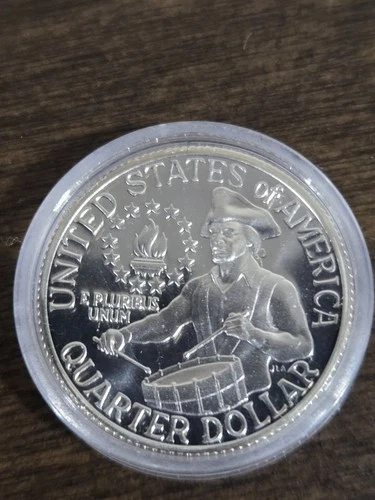 UNITED STATES of AMERICA
E PLURIBUS
UNUM
JLA
QUARTER DOLLAR